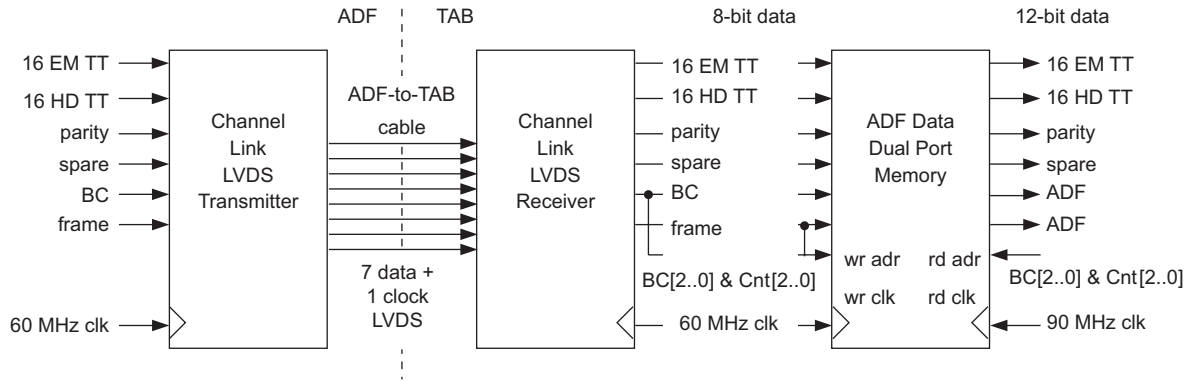 ADF TAB 8-bit data 12-bit data
16 EM TT
16 HD TT
parity
spare
BC
frame
60 MHz clk
Channel
Link
LVDS
Transmitter
ADF-to-TAB
cable
7 data +
1 clock
LVDS
Channel
Link
LVDS
Receiver
16 EM TT
16 HD TT
parity
spare
BC
frame
BC[2..0] & Cnt[2..0]
60 MHz clk
ADF Data
Dual Port
Memory
wr adr rd adr
wr clk rd clk
16 EM TT
16 HD TT
parity
spare
ADF
ADF
BC[2..0] & Cnt[2..0]
90 MHz clk